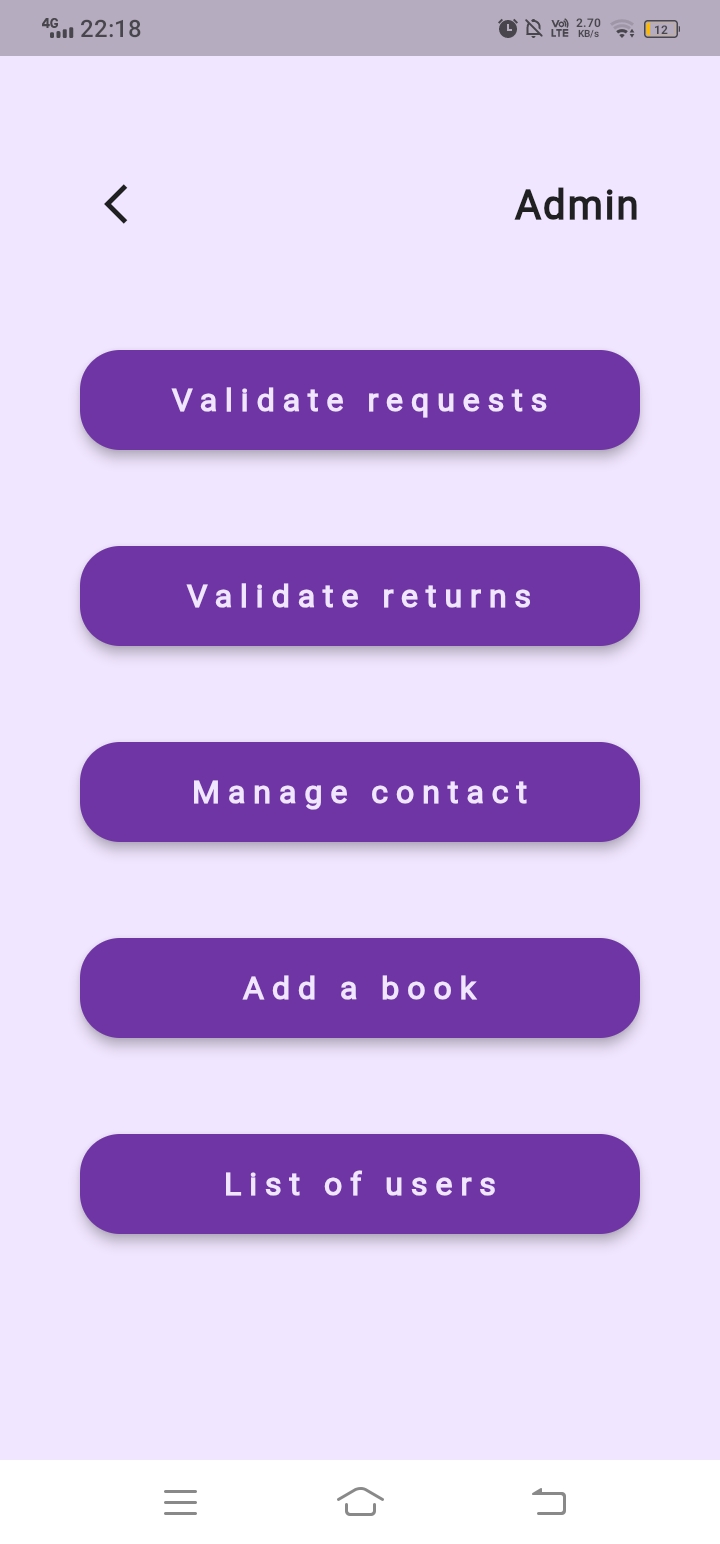 4G 22:18 Vo) LTE 2.70 KB/s 12
Admin
Validate requests
Validate returns
Manage contact
Add a book
List of users